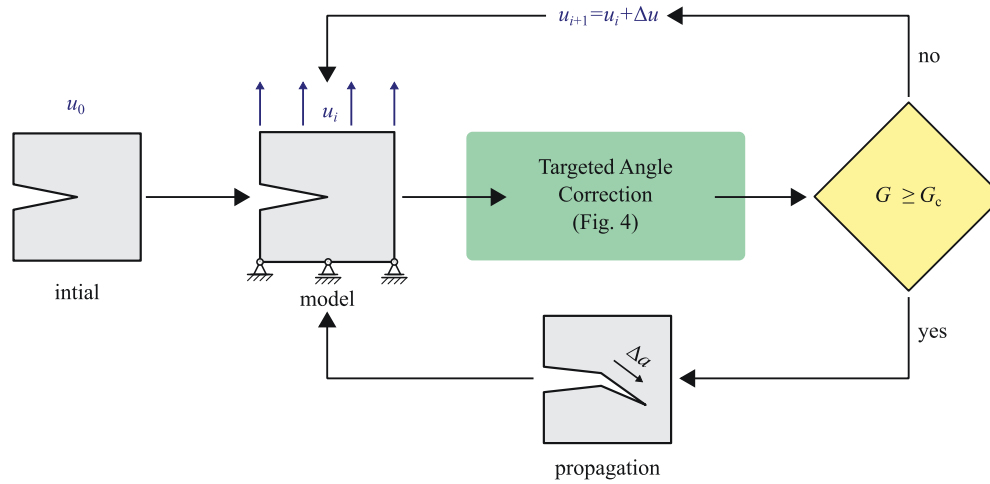 u_{i+1}=u_i+Δu
no
u_0
u_i
Targeted Angle
Correction
(Fig. 4)
G ≥ G_c
intial
model
yes
Δa
propagation